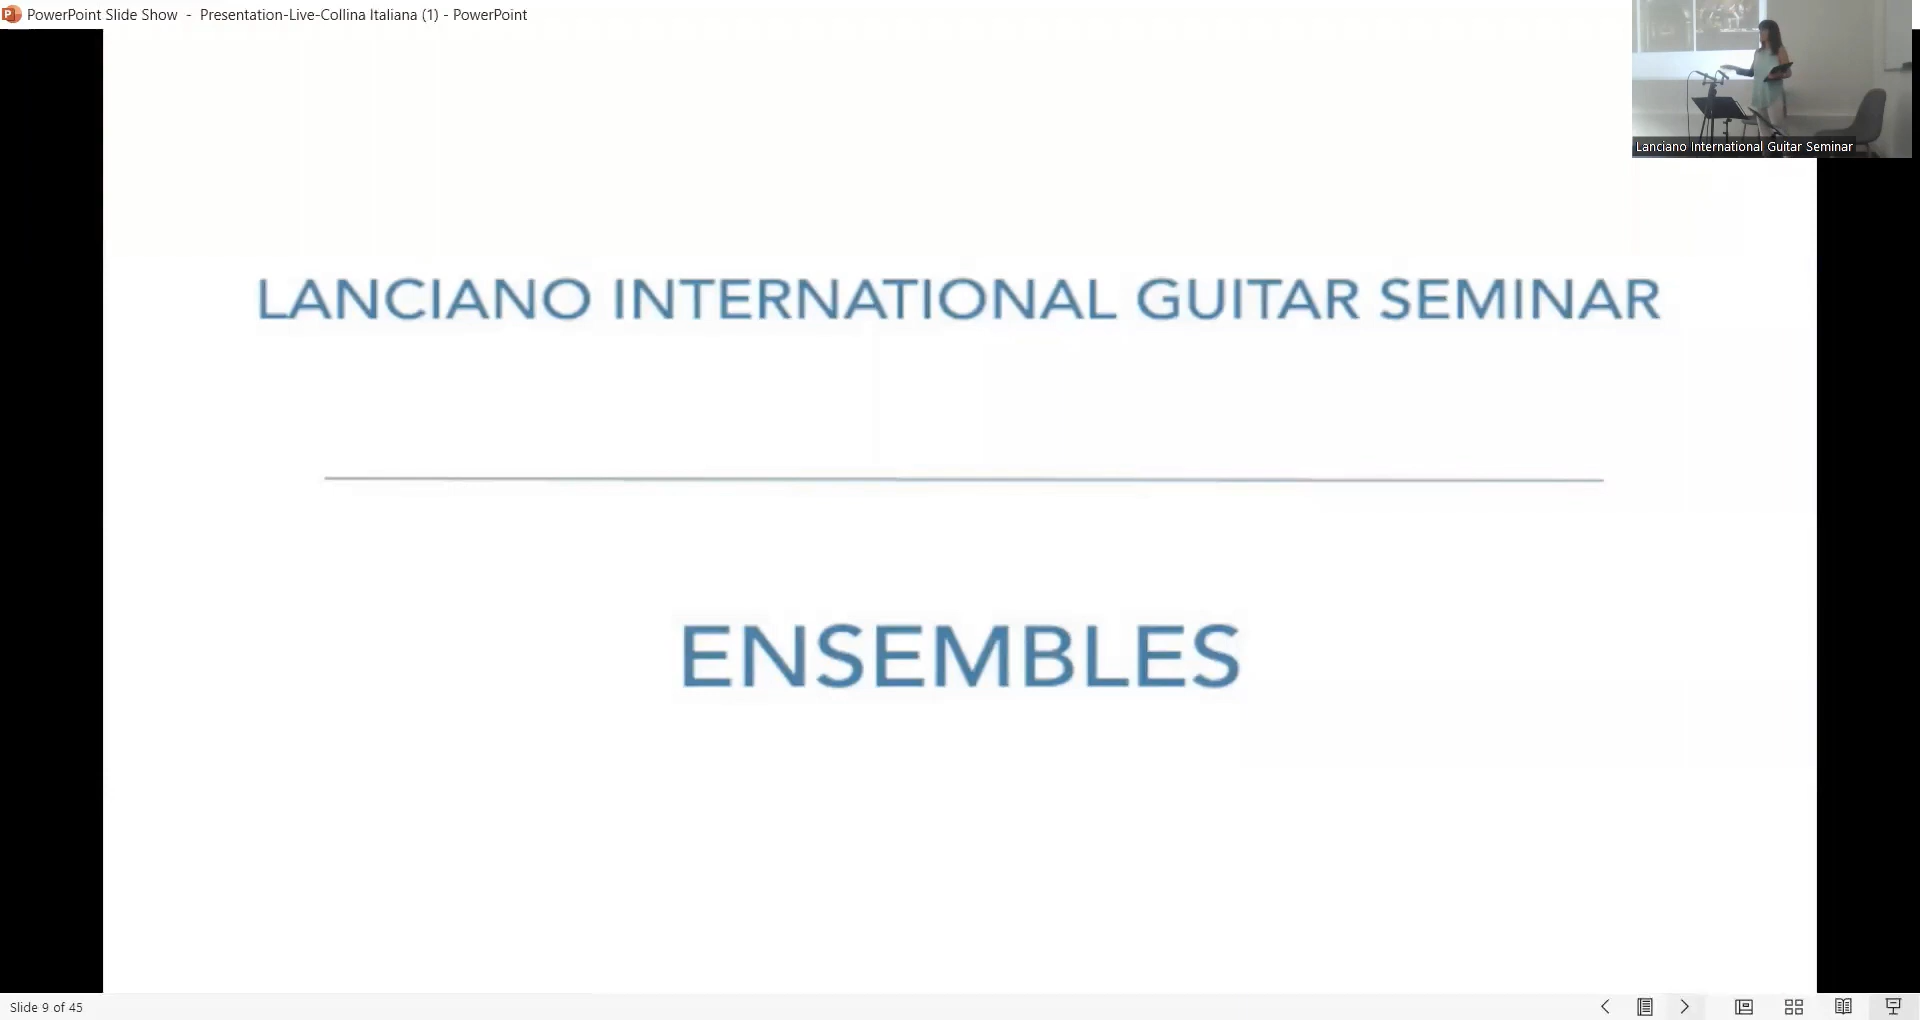 PowerPoint Slide Show - Presentation-Live-Collina Italiana (1) - PowerPoint
Lanciano International Guitar Seminar
LANCIANO INTERNATIONAL GUITAR SEMINAR
ENSEMBLES
Slide 9 of 45